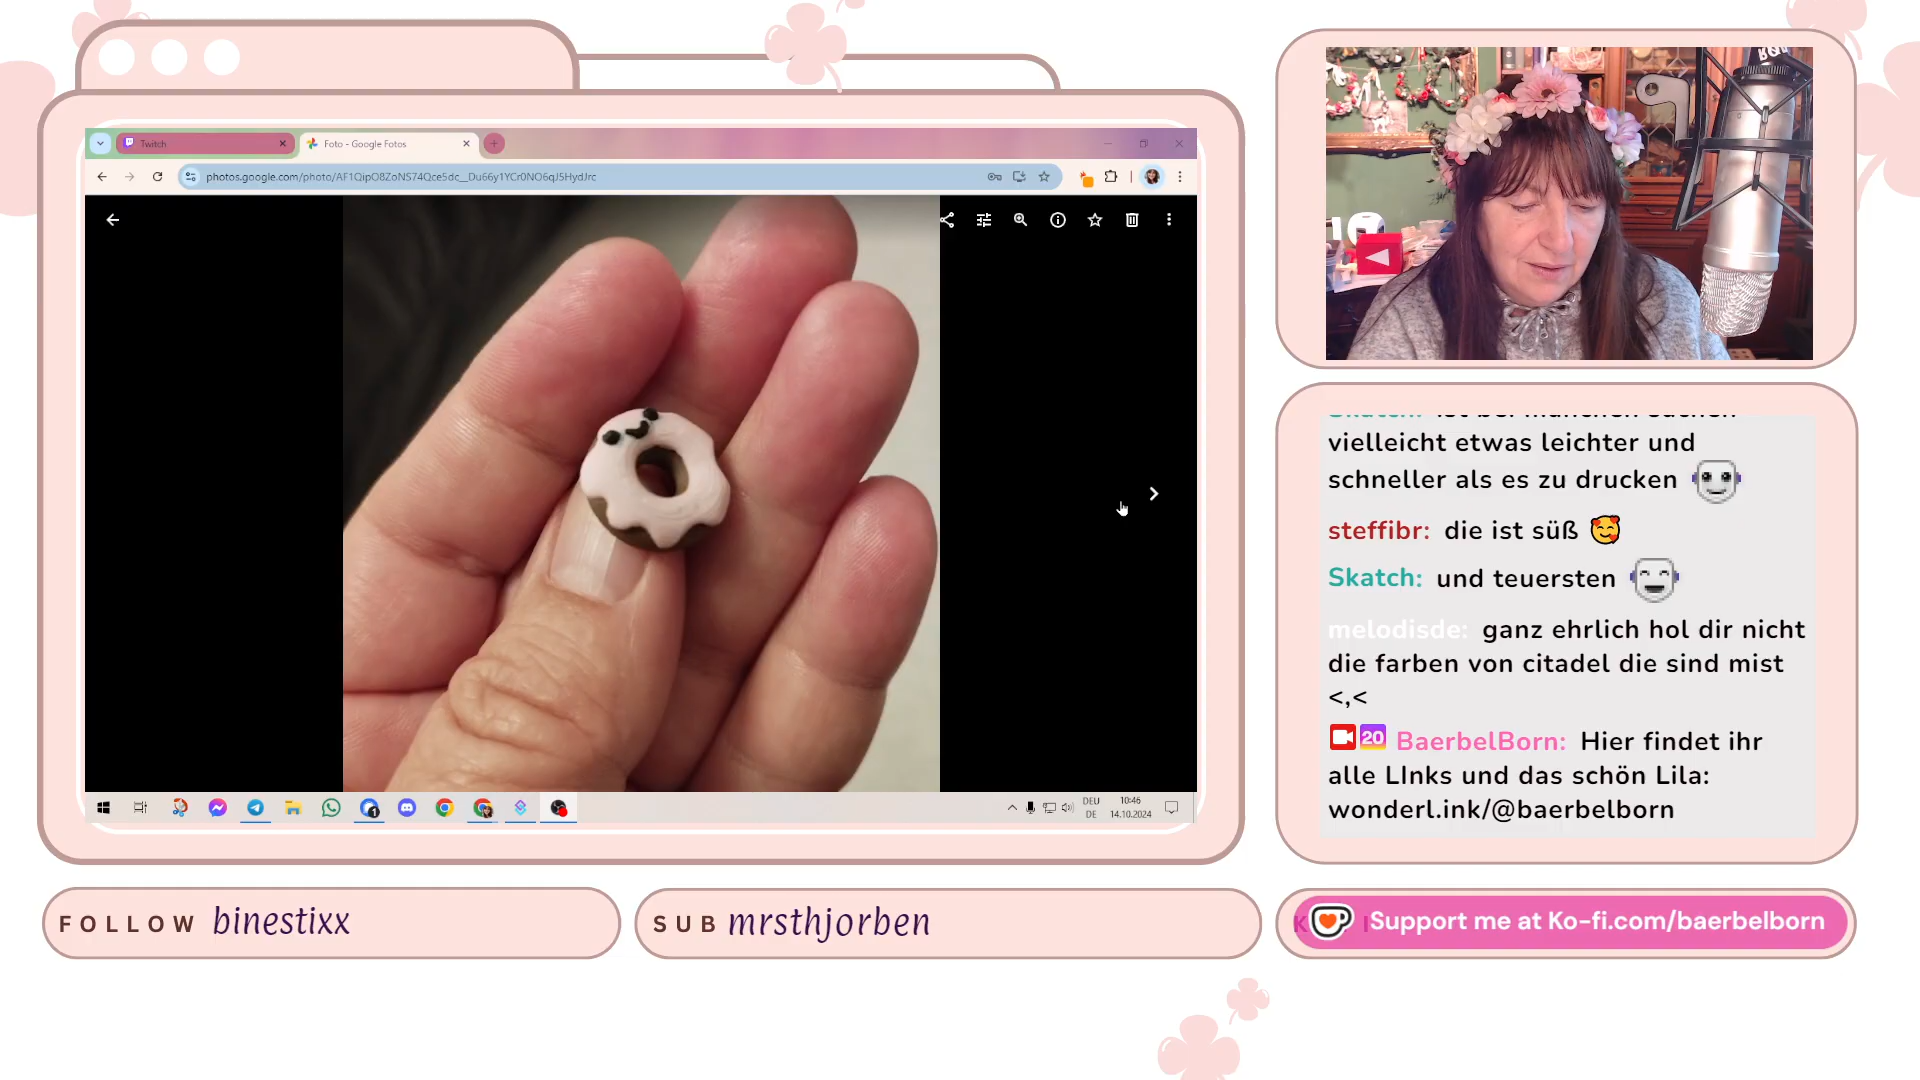 Twitch
Foto - Google Fotos
photos.google.com/photo/AF1QipO8ZoNS74Qce5dc__Du66y1YCr0NO6qJ5HydJrc
vielleicht etwas leichter und
schneller als es zu drucken
steffibr: die ist süß
Skatch: und teuersten
melodisde: ganz ehrlich hol dir nicht
die farben von citadel die sind mist
<,<
20 BaerbelBorn: Hier findet ihr
alle LInks und das schön Lila:
wonderl.ink/@baerbelborn
DEU
DE
10:46
14.10.2024
FOLLOW binestixx
SUB mrsthjorben
Support me at Ko-fi.com/baerbelborn